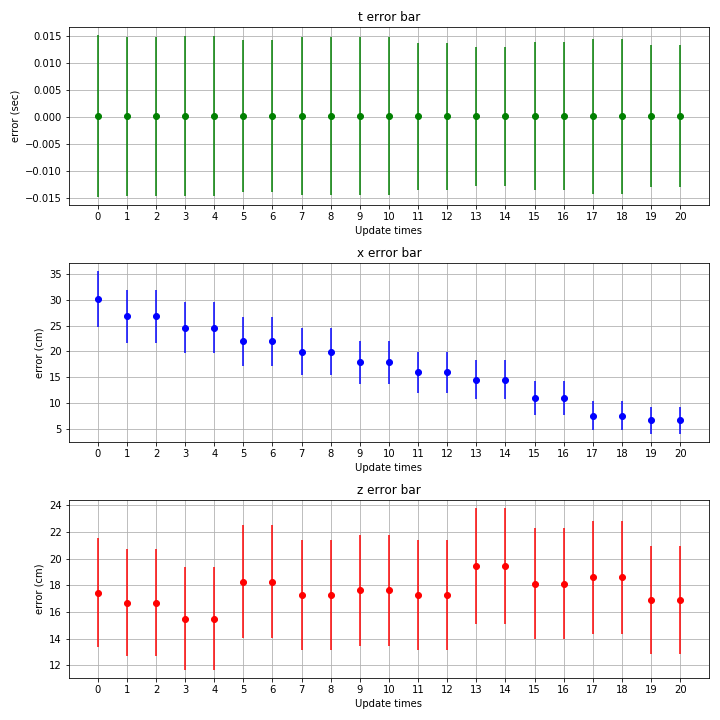 t error bar
error (sec)
0.015
0.010
0.005
0.000
−0.005
−0.010
−0.015
0 1 2 3 4 5 6 7 8 9 10 11 12 13 14 15 16 17 18 19 20
Update times
x error bar
error (cm)
35
30
25
20
15
10
5
0 1 2 3 4 5 6 7 8 9 10 11 12 13 14 15 16 17 18 19 20
Update times
z error bar
error (cm)
24
22
20
18
16
14
12
0 1 2 3 4 5 6 7 8 9 10 11 12 13 14 15 16 17 18 19 20
Update times